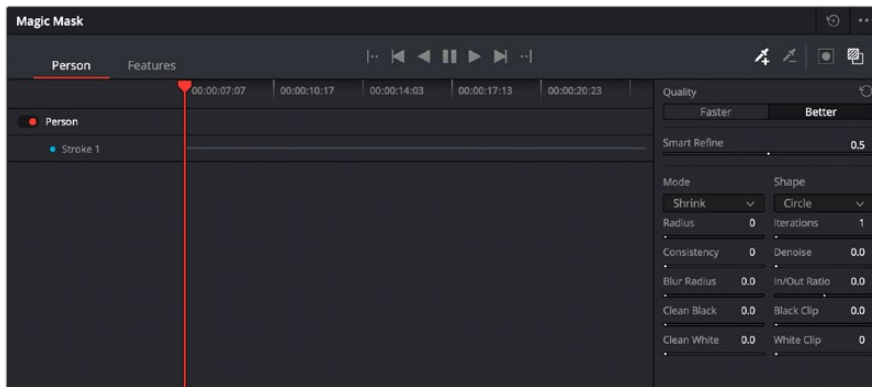 Magic Mask
Person Features
00:00:07:07 00:00:10:17 00:00:14:03 00:00:17:13 00:00:20:23
Person
Stroke 1
Quality
Faster Better
Smart Refine 0.5
Mode Shape
Shrink Circle
Radius 0 Iterations 1
Consistency 0 Denoise 0.0
Blur Radius 0.0 In/Out Ratio 0.0
Clean Black 0.0 Black Clip 0.0
Clean White 0.0 White Clip 0